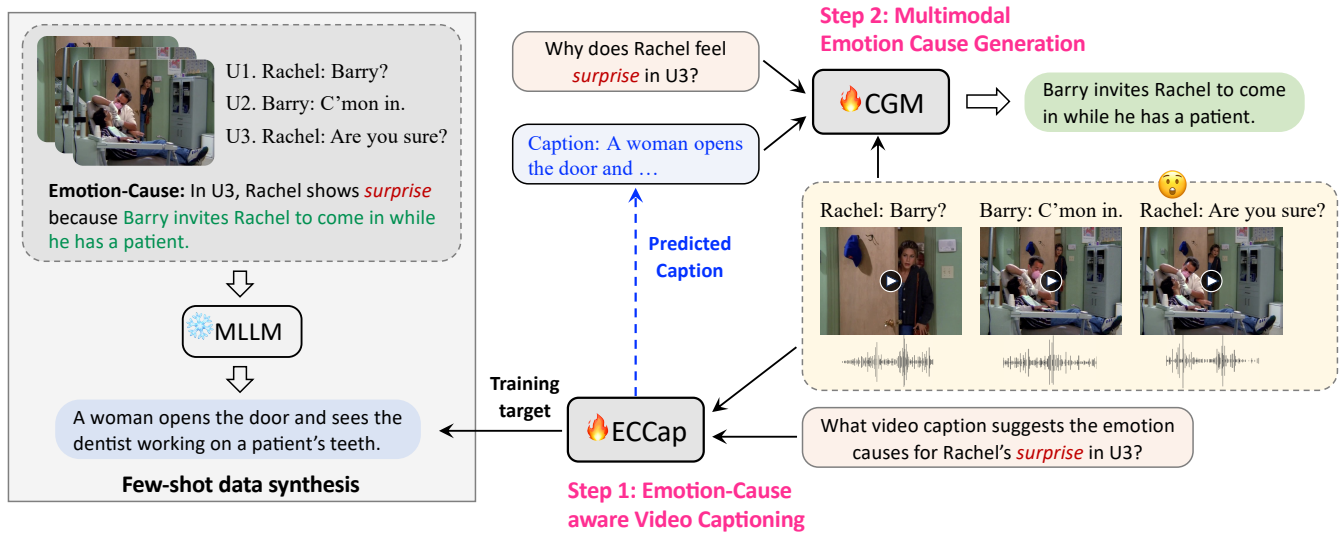 U1. Rachel: Barry?
U2. Barry: C'mon in.
U3. Rachel: Are you sure?
Emotion-Cause: In U3, Rachel shows surprise
because Barry invites Rachel to come in while
he has a patient.
MLLM
A woman opens the door and sees the
dentist working on a patient's teeth.
Few-shot data synthesis
Training
target
ECCap
Step 1: Emotion-Cause
aware Video Captioning
What video caption suggests the emotion
causes for Rachel's surprise in U3?
Predicted
Caption
Why does Rachel feel
surprise in U3?
Caption: A woman opens
the door and …
Step 2: Multimodal
Emotion Cause Generation
CGM
Barry invites Rachel to come
in while he has a patient.
Rachel: Barry?
Barry: C'mon in.
Rachel: Are you sure?